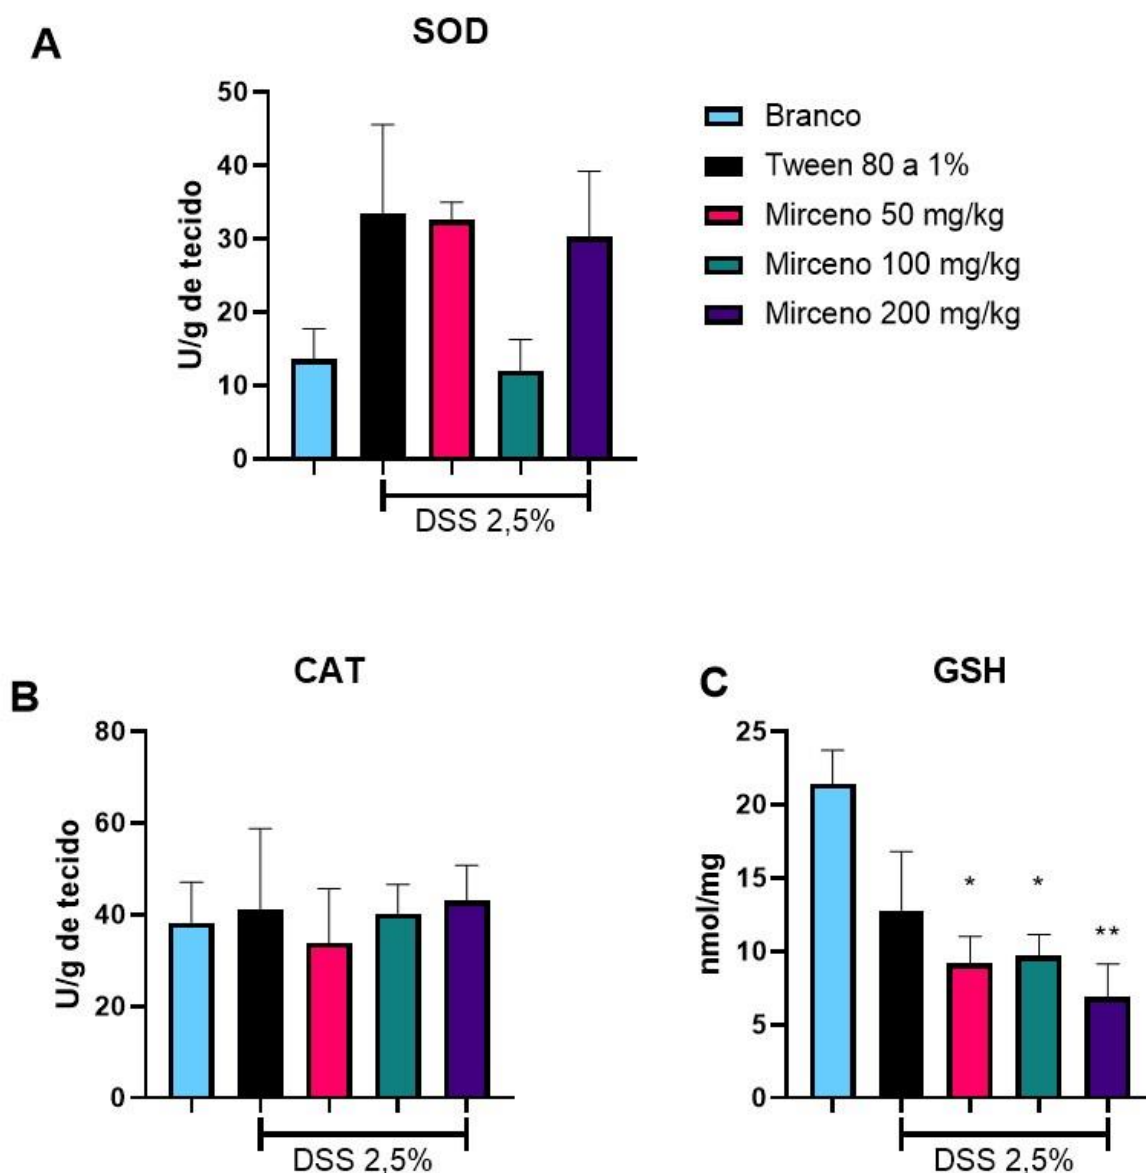 A
SOD
U/g de tecido
50
40
30
20
10
0
DSS 2,5%
Branco
Tween 80 a 1%
Mirceno 50 mg/kg
Mirceno 100 mg/kg
Mirceno 200 mg/kg
B
CAT
U/g de tecido
80
60
40
20
0
DSS 2,5%
C
GSH
nmol/mg
25
20
15
10
5
0
*
*
**
DSS 2,5%